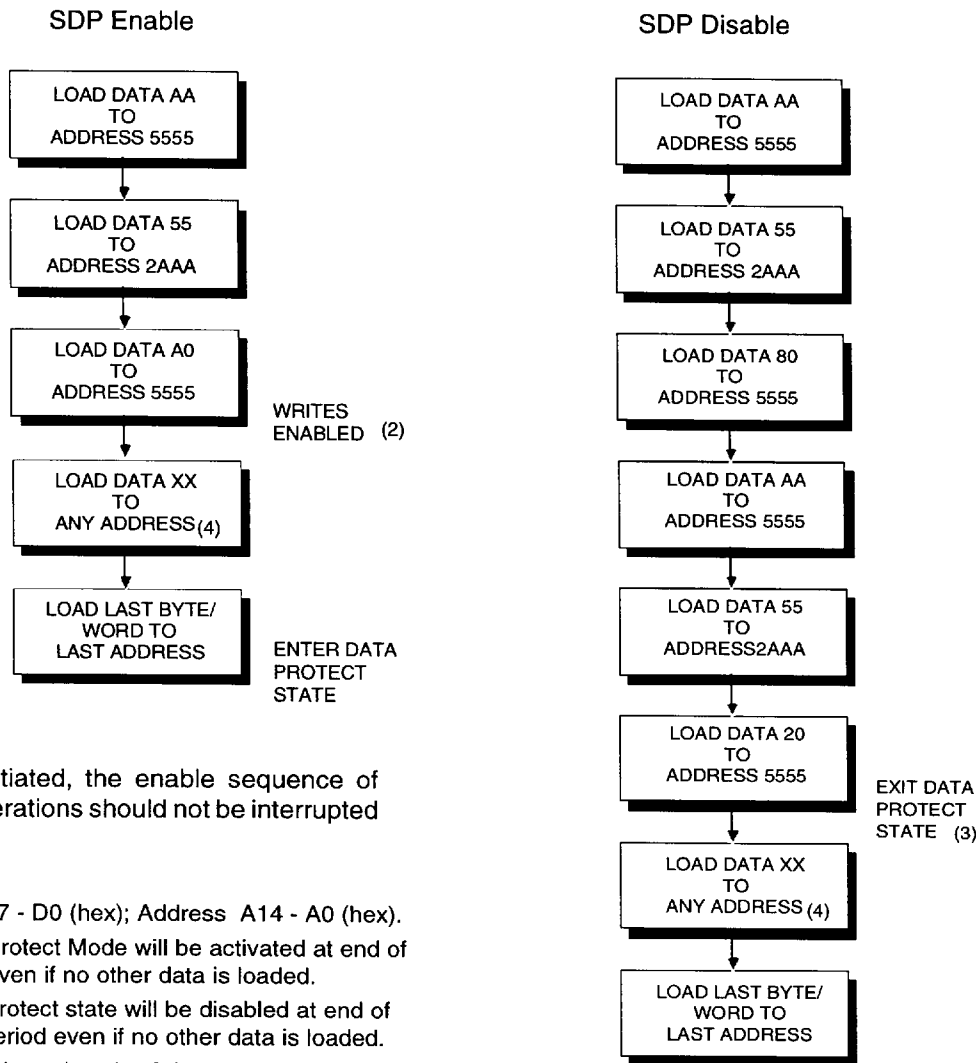 SDP Enable
LOAD DATA AA
TO
ADDRESS 5555
LOAD DATA 55
TO
ADDRESS 2AAA
LOAD DATA A0
TO
ADDRESS 5555
WRITES
ENABLED (2)
LOAD DATA XX
TO
ANY ADDRESS (4)
LOAD LAST BYTE/
WORD TO
LAST ADDRESS
ENTER DATA
PROTECT
STATE
tiated, the enable sequence of
erations should not be interrupted
7 - D0 (hex); Address A14 - A0 (hex).
rotect Mode will be activated at end of
ven if no other data is loaded.
rotect state will be disabled at end of
eriod even if no other data is loaded.
SDP Disable
LOAD DATA AA
TO
ADDRESS 5555
LOAD DATA 55
TO
ADDRESS 2AAA
LOAD DATA 80
TO
ADDRESS 5555
LOAD DATA AA
TO
ADDRESS 5555
LOAD DATA 55
TO
ADDRESS2AAA
LOAD DATA 20
TO
ADDRESS 5555
EXIT DATA
PROTECT
STATE (3)
LOAD DATA XX
TO
ANY ADDRESS (4)
LOAD LAST BYTE/
WORD TO
LAST ADDRESS